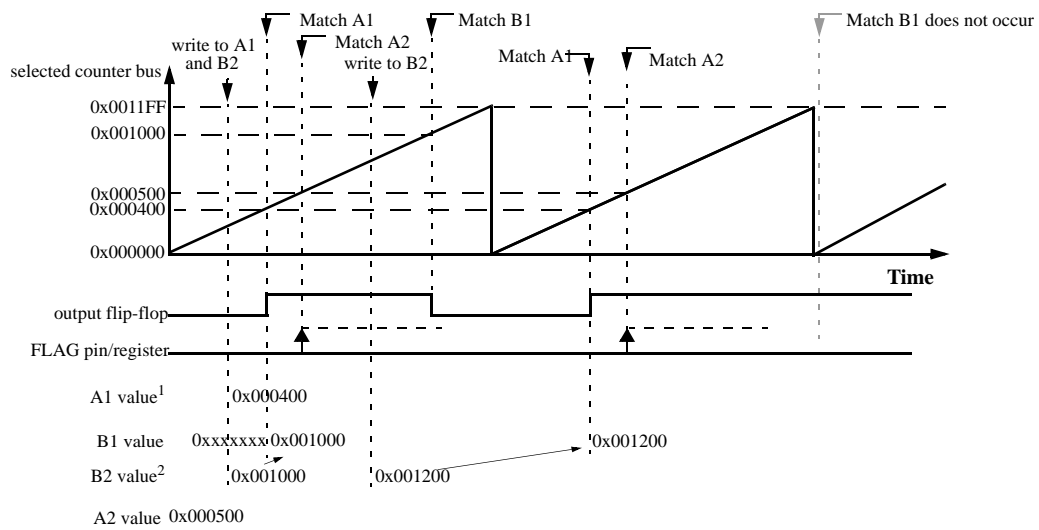 Match A1
Match B1
Match B1 does not occur
write to A1
and B2
Match A2
write to B2
Match A1
Match A2
selected counter bus
0x0011FF
0x001000
0x000500
0x000400
0x000000
Time
output flip-flop
FLAG pin/register
A1 value1
0x000400
B1 value
0xxxxxxx 0x001000
0x001200
B2 value2
0x001000
0x001200
A2 value 0x000500